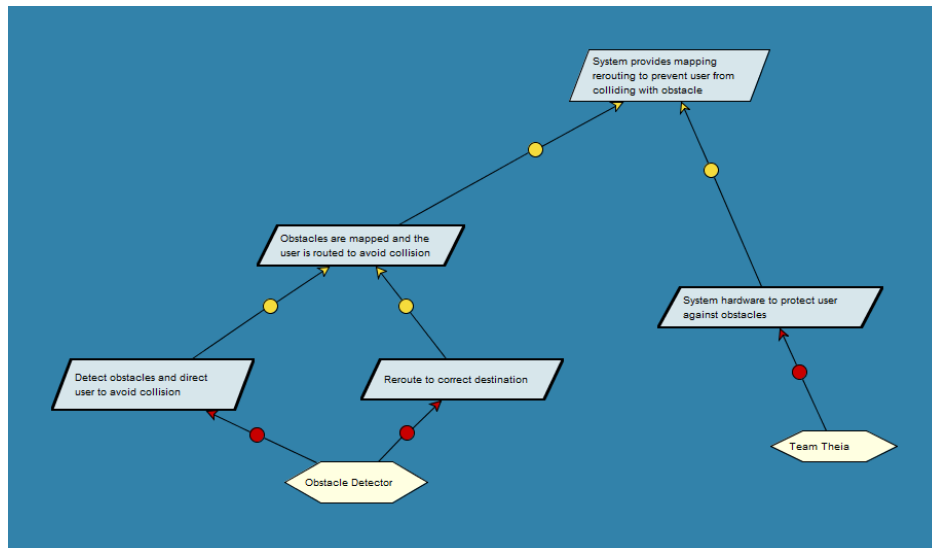 System provides mapping
rerouting to prevent user from
colliding with obstacle
Obstacles are mapped and the
user is routed to avoid collision
System hardware to protect user
against obstacles
Detect obstacles and direct
user to avoid collision
Reroute to correct destination
Team Theia
Obstacle Detector